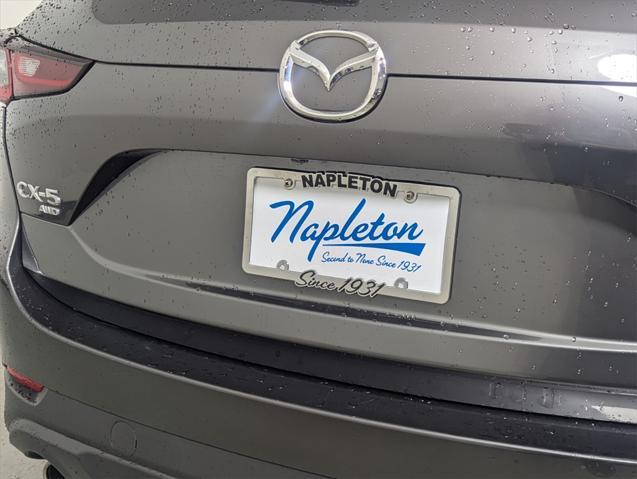 CX-5
AWD
NAPLETON
Napleton
Second to None Since 1931
Since 1931